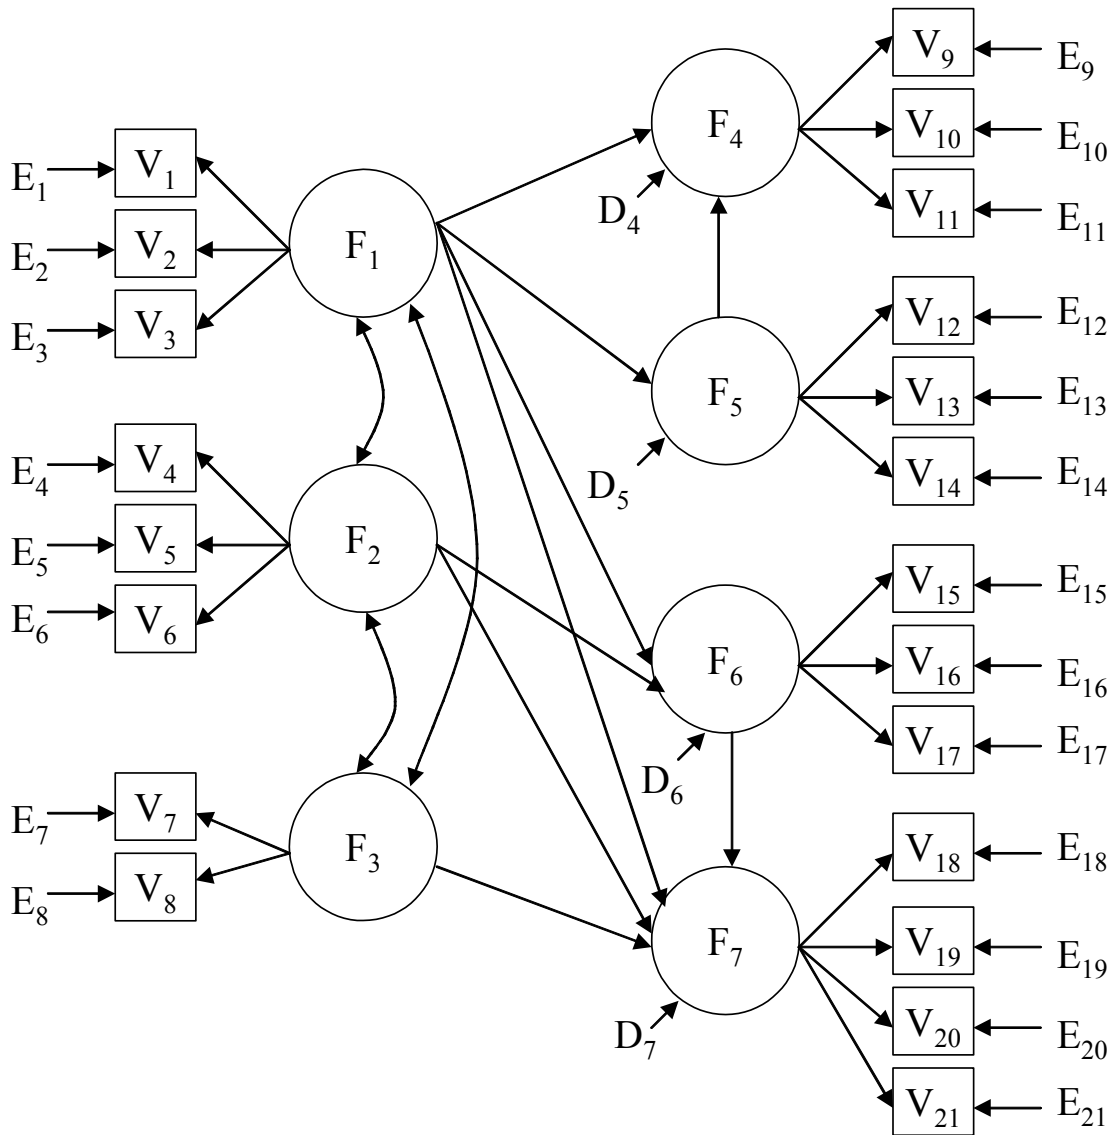 V₉
E₉
F₄
V₁₀
E₁₀
V₁
E₁
D₄
V₁₁
E₁₁
F₁
V₂
E₂
V₃
E₃
V₁₂
E₁₂
F₅
V₁₃
E₁₃
V₄
E₄
D₅
V₁₄
E₁₄
F₂
V₅
E₅
V₁₅
E₁₅
V₆
E₆
F₆
V₁₆
E₁₆
V₁₇
E₁₇
D₆
V₇
E₇
F₃
V₁₈
E₁₈
V₈
E₈
F₇
V₁₉
E₁₉
D₇
V₂₀
E₂₀
V₂₁
E₂₁